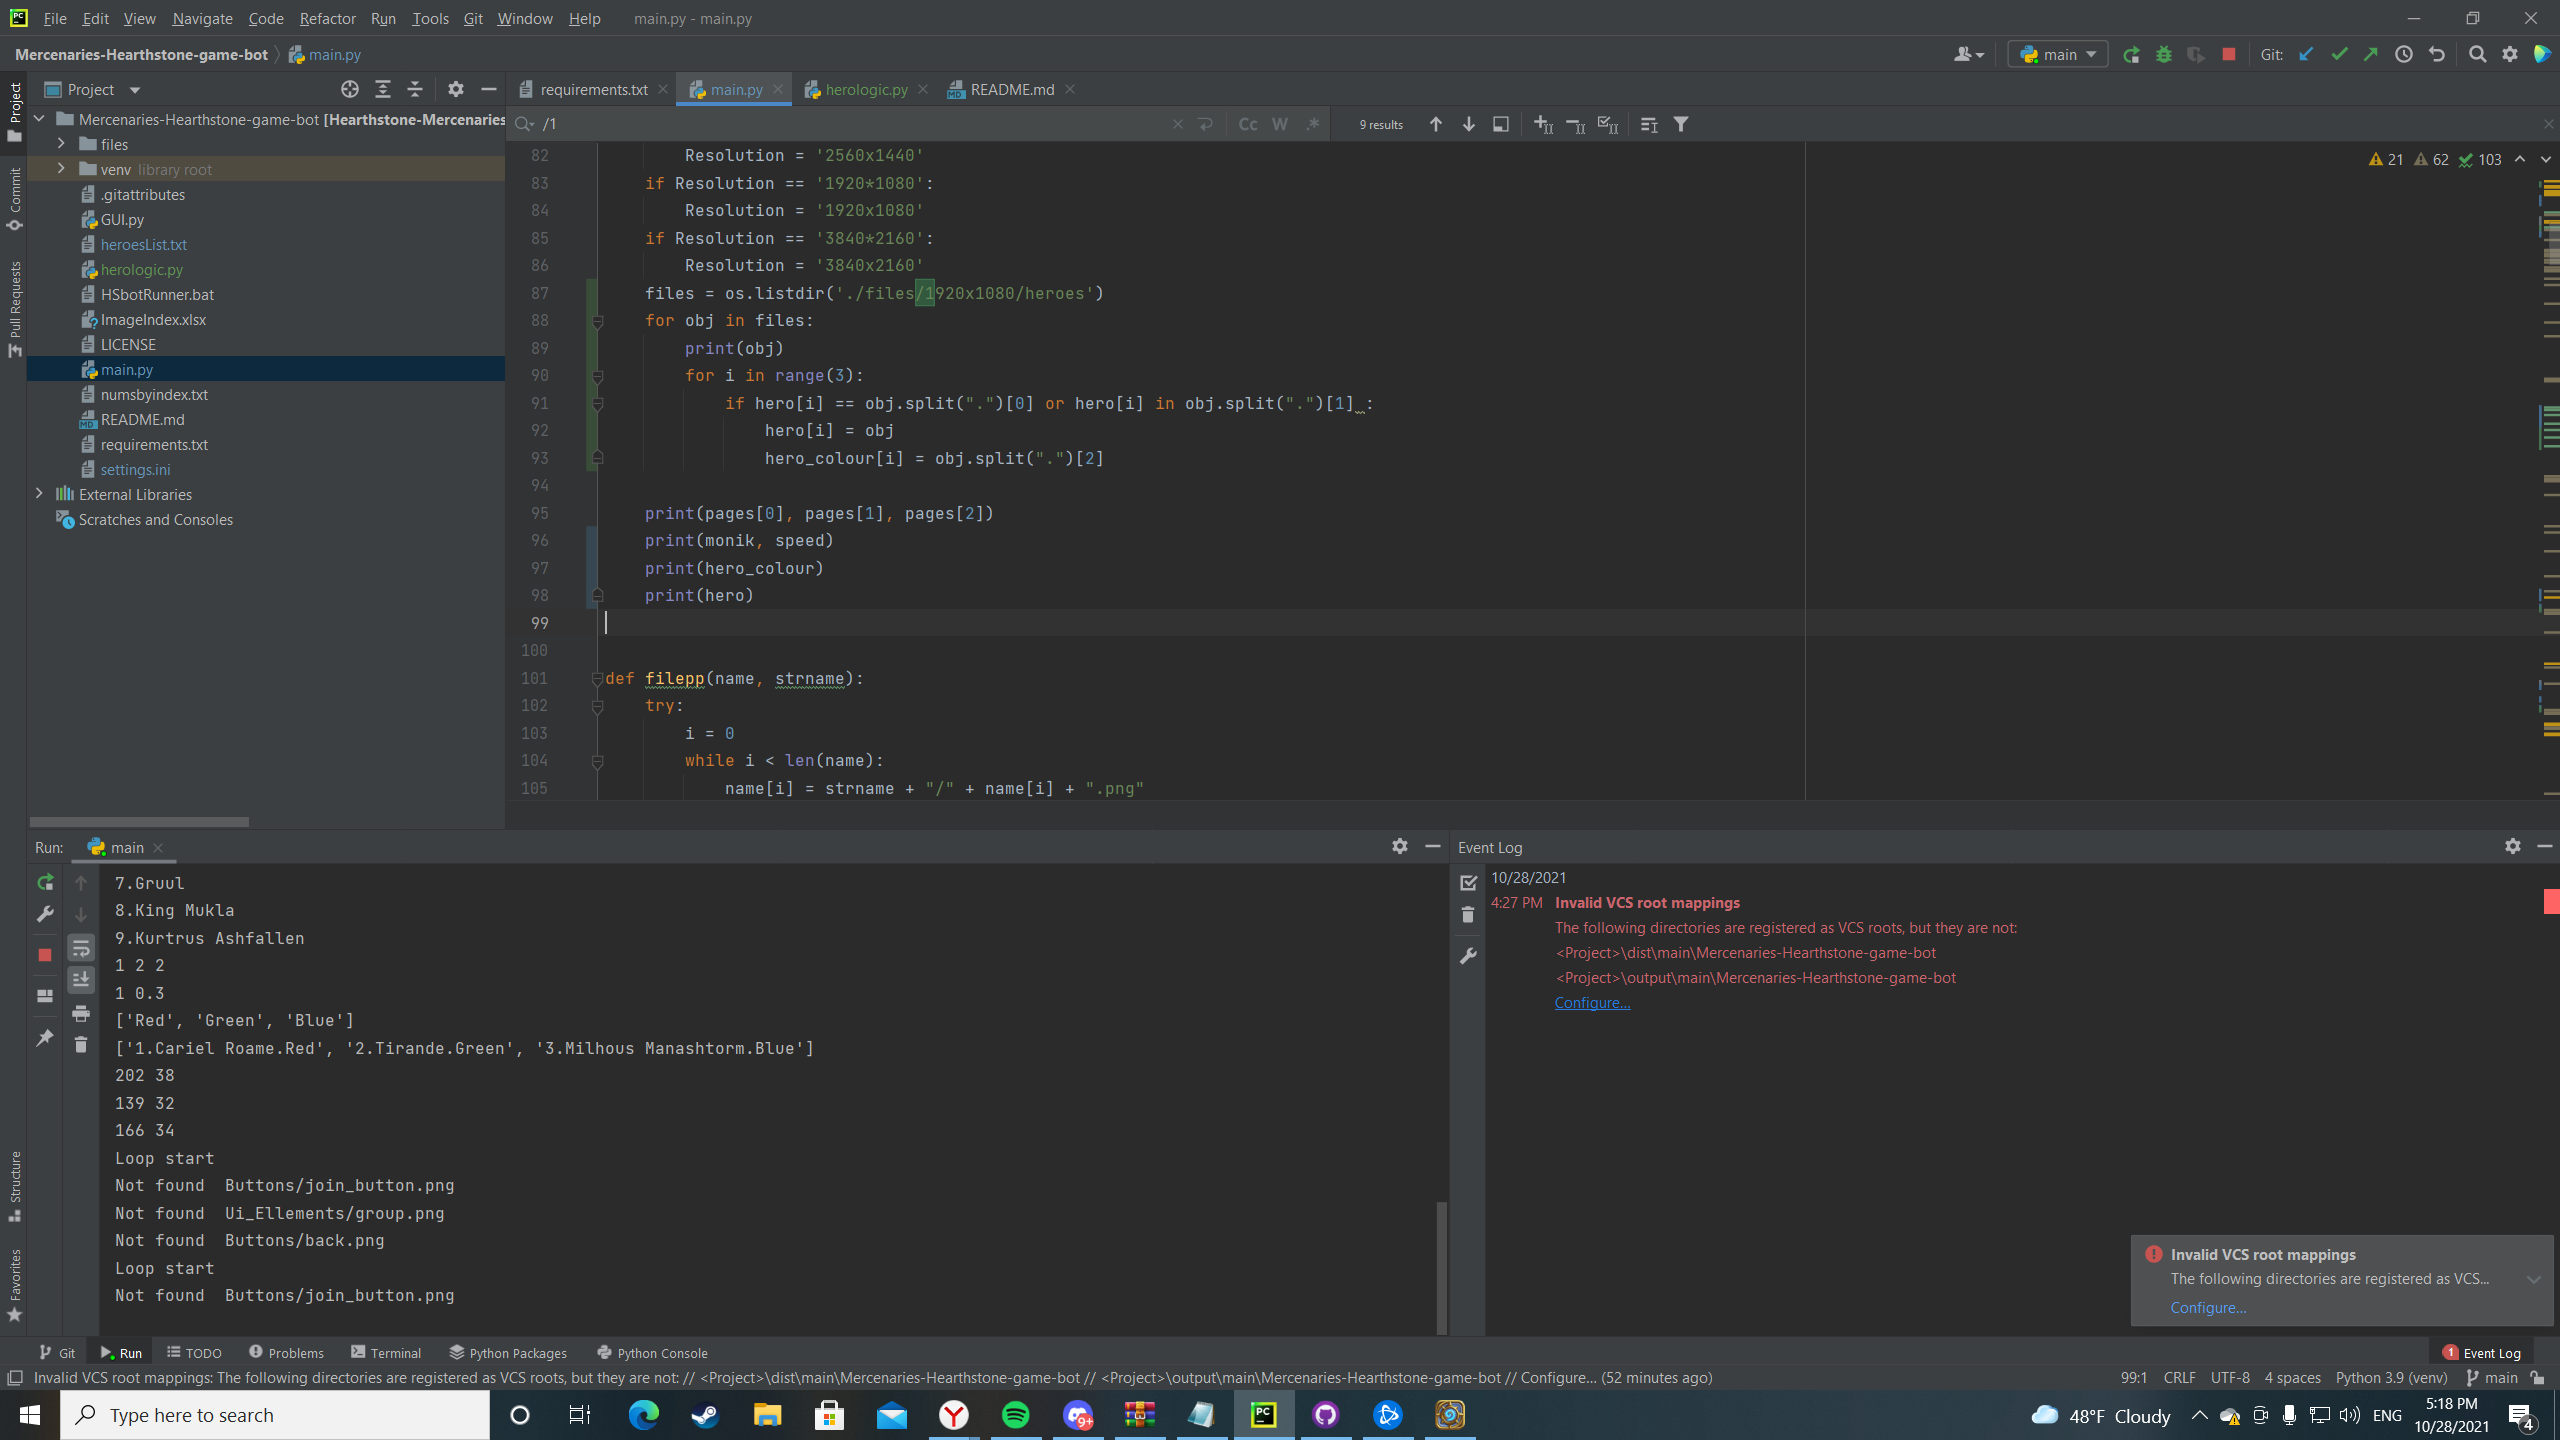 File Edit View Navigate Code Refactor Run Tools Git Window Help main.py - main.py
Mercenaries-Hearthstone-game-bot main.py
main Git:
Project
requirements.txt main.py herologic.py README.md
/1 Cc W .* 9 results
21 62 103
Project
Commit
Pull Requests
Structure
Favorites
Mercenaries-Hearthstone-game-bot [Hearthstone-Mercenaries
files
venv library root
.gitattributes
GUI.py
heroesList.txt
herologic.py
HSbotRunner.bat
ImageIndex.xlsx
LICENSE
main.py
numsbyindex.txt
README.md
requirements.txt
settings.ini
External Libraries
Scratches and Consoles
82 Resolution = '2560x1440'
83 if Resolution == '1920*1080':
84 Resolution = '1920x1080'
85 if Resolution == '3840*2160':
86 Resolution = '3840x2160'
87 files = os.listdir('./files/1920x1080/heroes')
88 for obj in files:
89 print(obj)
90 for i in range(3):
91 if hero[i] == obj.split(".")[0] or hero[i] in obj.split(".")[1] :
92 hero[i] = obj
93 hero_colour[i] = obj.split(".")[2]
94
95 print(pages[0], pages[1], pages[2])
96 print(monik, speed)
97 print(hero_colour)
98 print(hero)
99
100
101 def filepp(name, strname):
102 try:
103 i = 0
104 while i < len(name):
105 name[i] = strname + "/" + name[i] + ".png"
Run: main
7.Gruul
8.King Mukla
9.Kurtrus Ashfallen
1 2 2
1 0.3
['Red', 'Green', 'Blue']
['1.Cariel Roame.Red', '2.Tirande.Green', '3.Milhous Manashtorm.Blue']
202 38
139 32
166 34
Loop start
Not found  Buttons/join_button.png
Not found  Ui_Ellements/group.png
Not found  Buttons/back.png
Loop start
Not found  Buttons/join_button.png
Event Log
10/28/2021
4:27 PM Invalid VCS root mappings
The following directories are registered as VCS roots, but they are not:
<Project>\dist\main\Mercenaries-Hearthstone-game-bot
<Project>\output\main\Mercenaries-Hearthstone-game-bot
Configure...
Invalid VCS root mappings
The following directories are registered as VCS...
Configure...
Git Run TODO Problems Terminal Python Packages Python Console 1 Event Log
Invalid VCS root mappings: The following directories are registered as VCS roots, but they are not: // <Project>\dist\main\Mercenaries-Hearthstone-game-bot // <Project>\output\main\Mercenaries-Hearthstone-game-bot // Configure... (52 minutes ago) 99:1 CRLF UTF-8 4 spaces Python 3.9 (venv) main
Type here to search 9+ 48°F Cloudy ENG 5:18 PM
10/28/2021 4